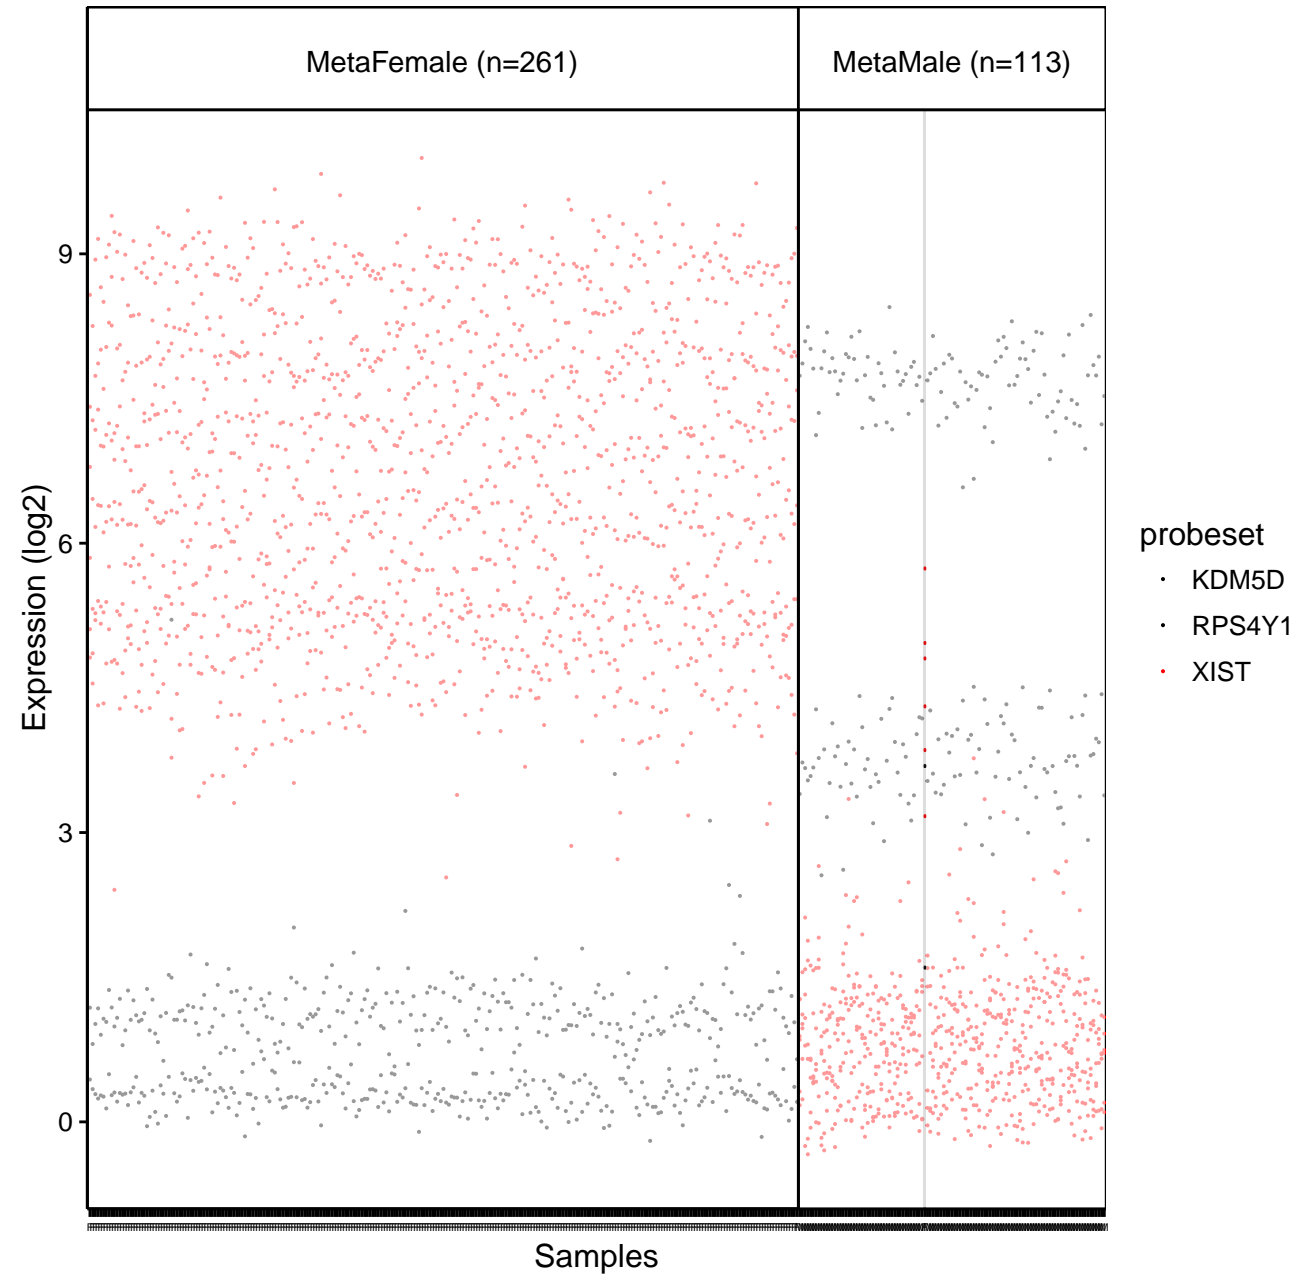 MetaFemale (n=261)
MetaMale (n=113)
9
6
3
0
Expression (log2)
Samples
probeset
KDM5D
RPS4Y1
XIST